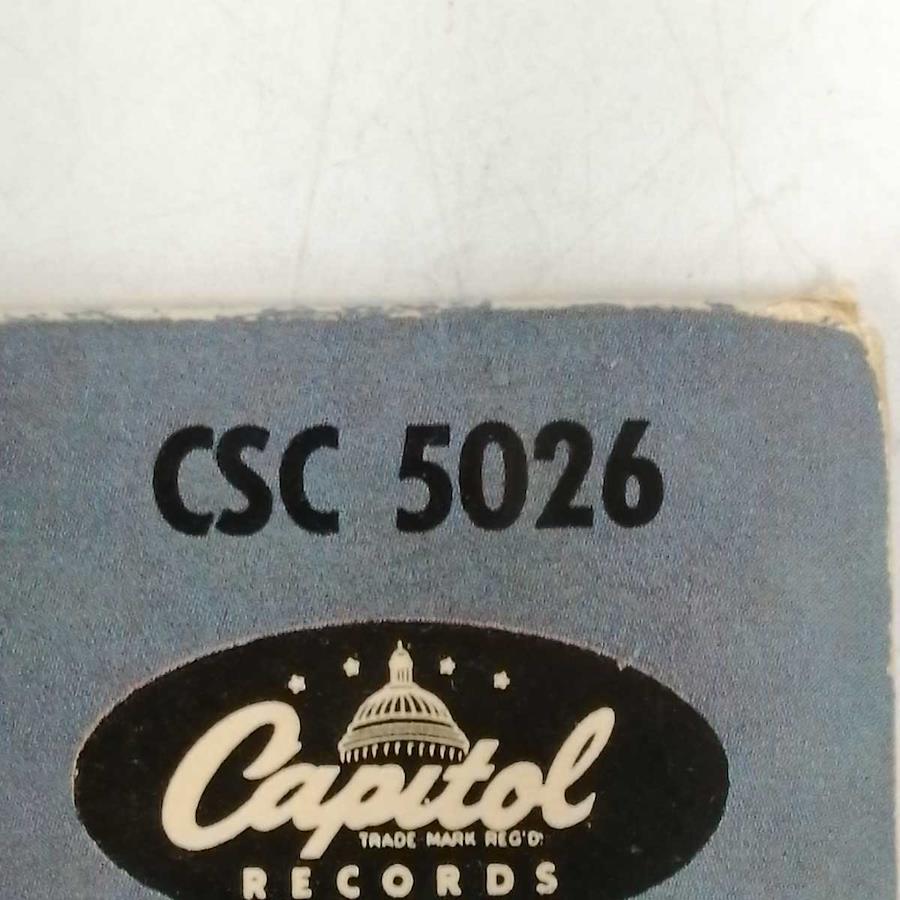 CSC 5026
Capitol
TRADE MARK REG'D.
RECORDS